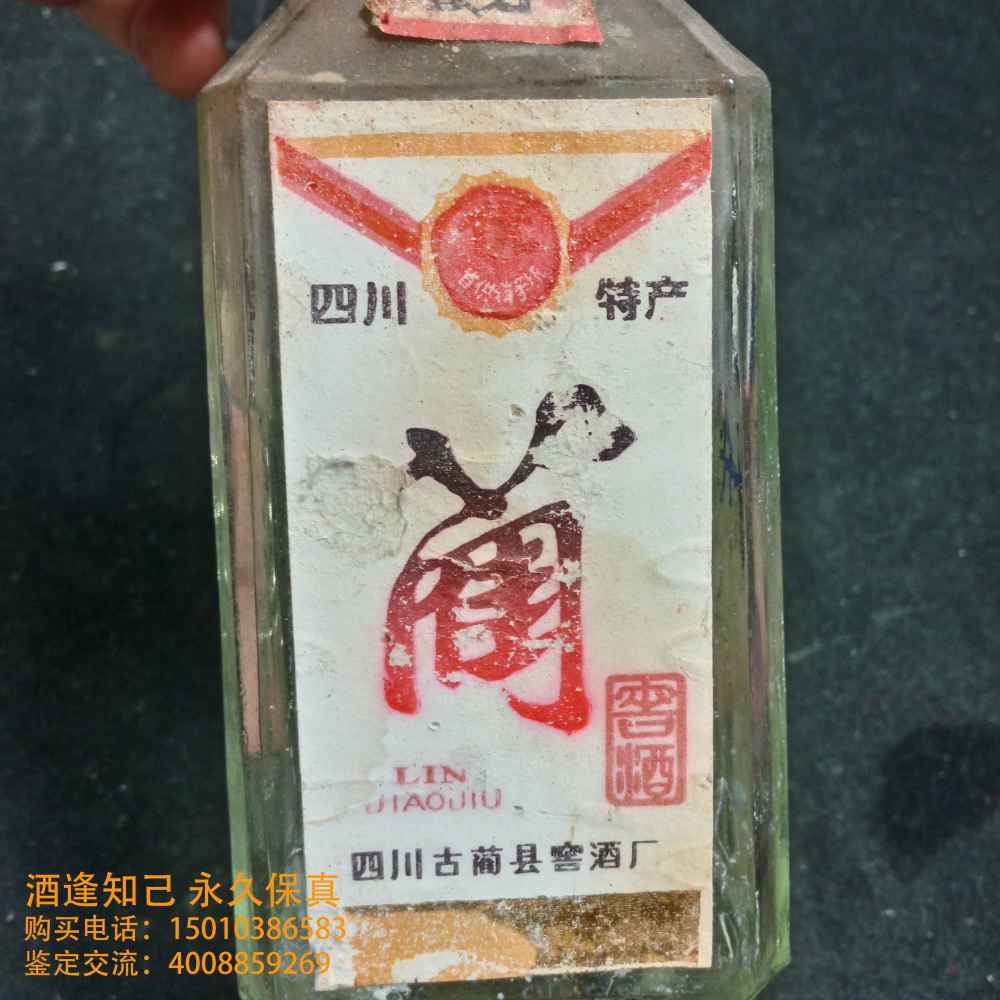 四川 特产
蔺
窖酒
LIN
JIAOJIU
四川古蔺县窖酒厂
酒逢知己 永久保真
购买电话：15010386583
鉴定交流：4008859269